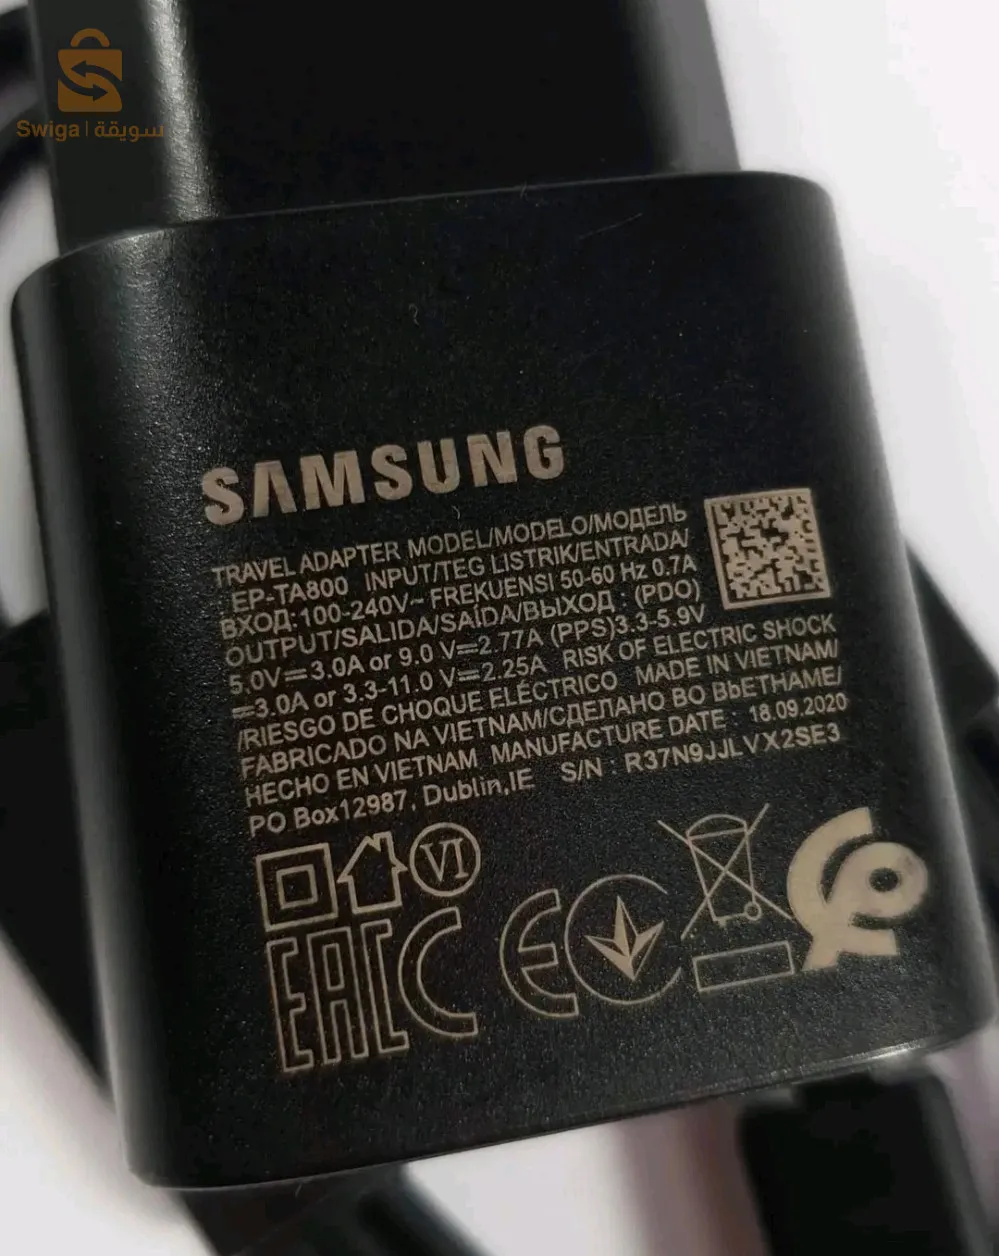 Swiga | سويقة
SAMSUNG
TRAVEL ADAPTER MODEL/MODELO/МОДЕЛЬ
EP-TA800 INPUT/TEG LISTRIK/ENTRADA/
ВХОД:100-240V~ FREKUENSI 50-60 Hz 0.7A
OUTPUT/SALIDA/SAÍDA/ВЫХОД : (PDO)
5.0V⎓3.0A or 9.0 V⎓2.77A (PPS)3.3-5.9V
⎓3.0A or 3.3-11.0 V⎓2.25A RISK OF ELECTRIC SHOCK
/RIESGO DE CHOQUE ELÉCTRICO MADE IN VIETNAM/
FABRICADO NA VIETNAM/СДЕЛАНО ВО ВЬЕТНАМЕ/
HECHO EN VIETNAM MANUFACTURE DATE : 18.09.2020
PO Box12987, Dublin,IE S/N : R37N9JJLVX2SE3
VI
EAC CE